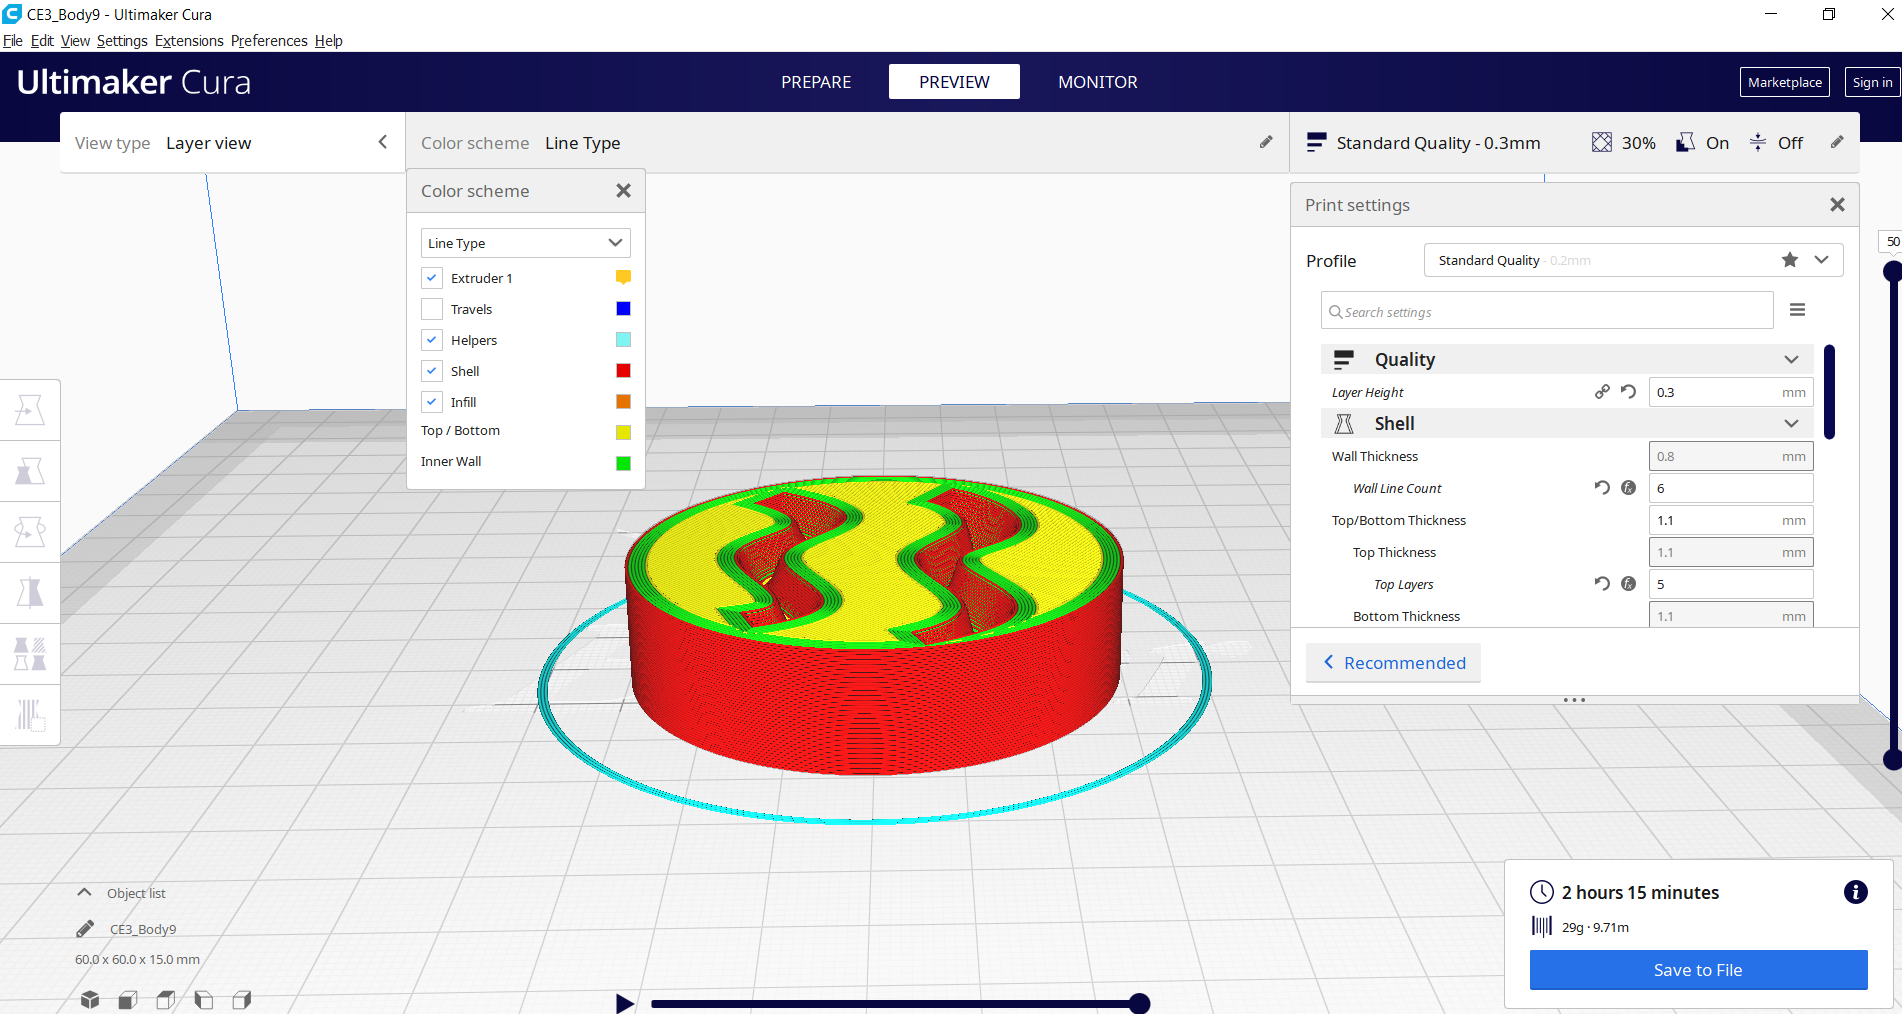 CE3_Body9 - Ultimaker Cura
File Edit View Settings Extensions Preferences Help
Ultimaker Cura
PREPARE
PREVIEW
MONITOR
Marketplace
Sign in
View type Layer view
Color scheme Line Type
Standard Quality - 0.3mm
30%
On
Off
Color scheme
Line Type
Extruder 1
Travels
Helpers
Shell
Infill
Top / Bottom
Inner Wall
Print settings
Profile
Standard Quality - 0.2mm
Search settings
Quality
Layer Height 0.3 mm
Shell
Wall Thickness 0.8 mm
Wall Line Count 6
Top/Bottom Thickness 1.1 mm
Top Thickness 1.1 mm
Top Layers 5
Bottom Thickness 1.1 mm
Recommended
50
Object list
CE3_Body9
60.0 x 60.0 x 15.0 mm
2 hours 15 minutes
29g · 9.71m
Save to File